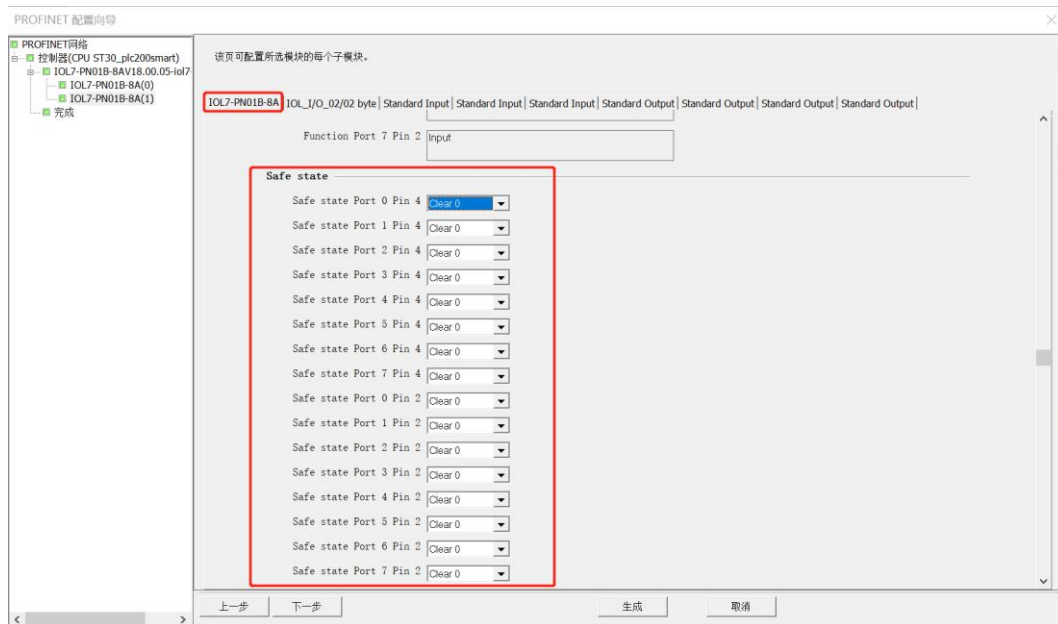 PROFINET 配置向导
PROFINET网络
控制器(CPU ST30_plc200smart)
IOL7-PN01B-8AV18.00.05-iol7-
IOL7-PN01B-8A(0)
IOL7-PN01B-8A(1)
完成
该页可配置所选模块的每个子模块。
IOL7-PN01B-8A IOL_I/O_02/02 byte Standard Input Standard Input Standard Input Standard Output Standard Output Standard Output Standard Output
Function Port 7 Pin 2 Input
Safe state
Safe state Port 0 Pin 4 Clear 0
Safe state Port 1 Pin 4 Clear 0
Safe state Port 2 Pin 4 Clear 0
Safe state Port 3 Pin 4 Clear 0
Safe state Port 4 Pin 4 Clear 0
Safe state Port 5 Pin 4 Clear 0
Safe state Port 6 Pin 4 Clear 0
Safe state Port 7 Pin 4 Clear 0
Safe state Port 0 Pin 2 Clear 0
Safe state Port 1 Pin 2 Clear 0
Safe state Port 2 Pin 2 Clear 0
Safe state Port 3 Pin 2 Clear 0
Safe state Port 4 Pin 2 Clear 0
Safe state Port 5 Pin 2 Clear 0
Safe state Port 6 Pin 2 Clear 0
Safe state Port 7 Pin 2 Clear 0
上一步 下一步 生成 取消